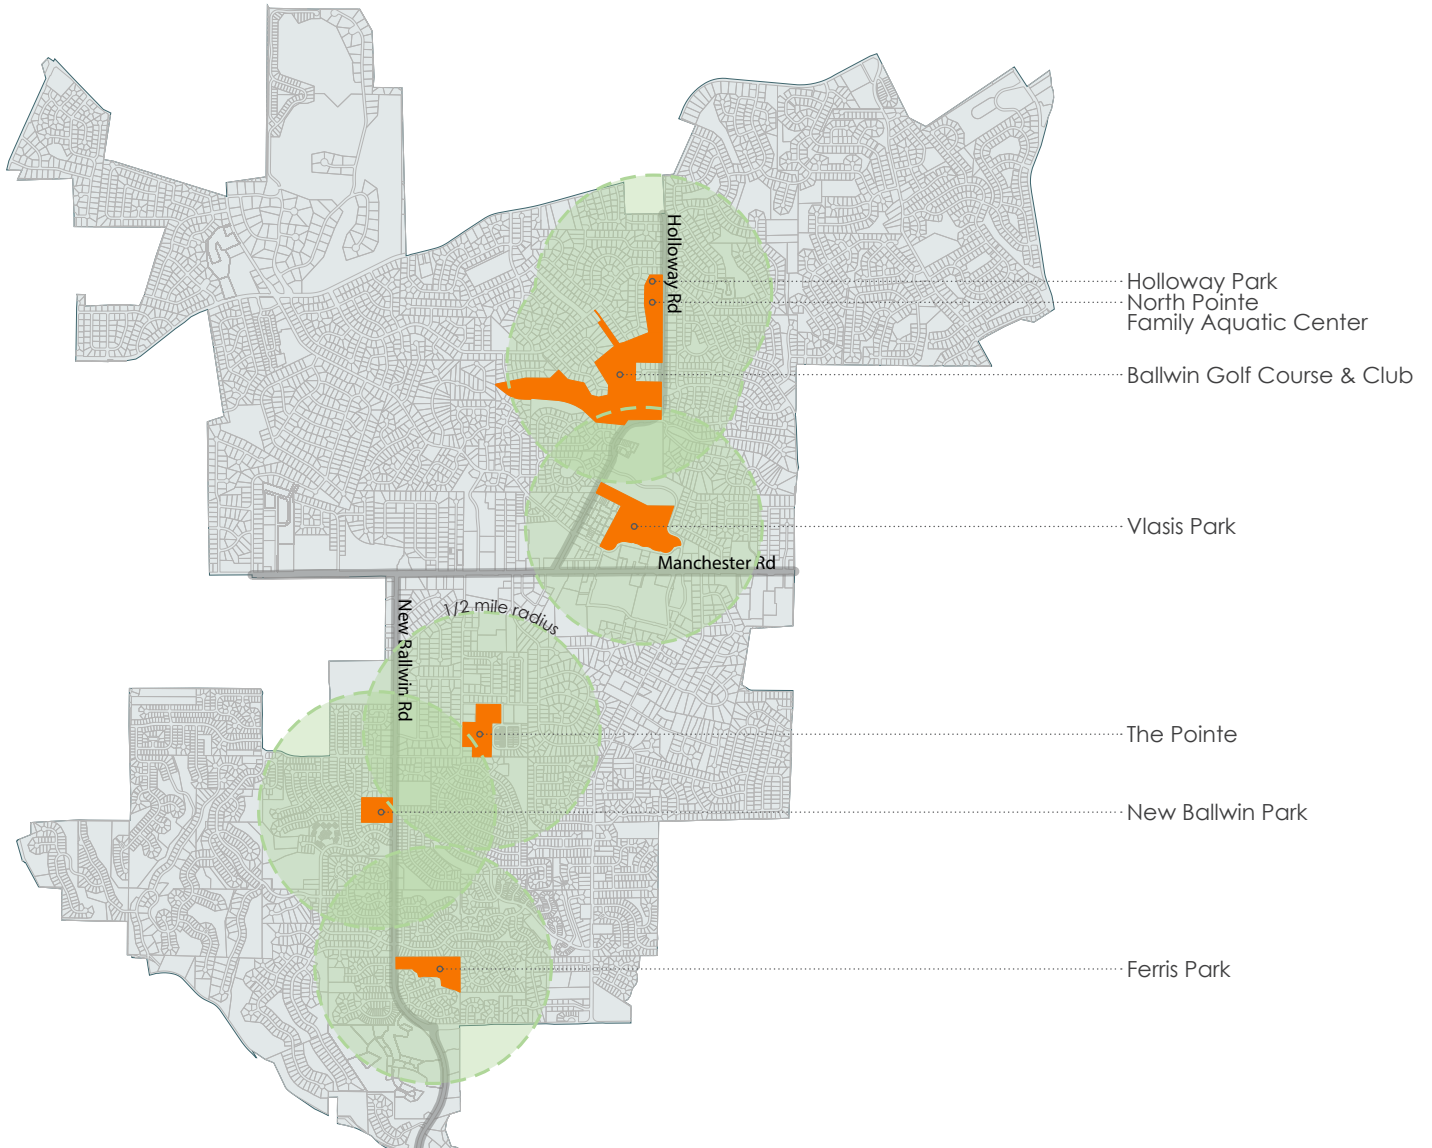 Holloway Rd
Holloway Park
North Pointe
Family Aquatic Center
Ballwin Golf Course & Club
Vlasis Park
Manchester Rd
New Ballwin Rd
1/2 mile radius
The Pointe
New Ballwin Park
Ferris Park